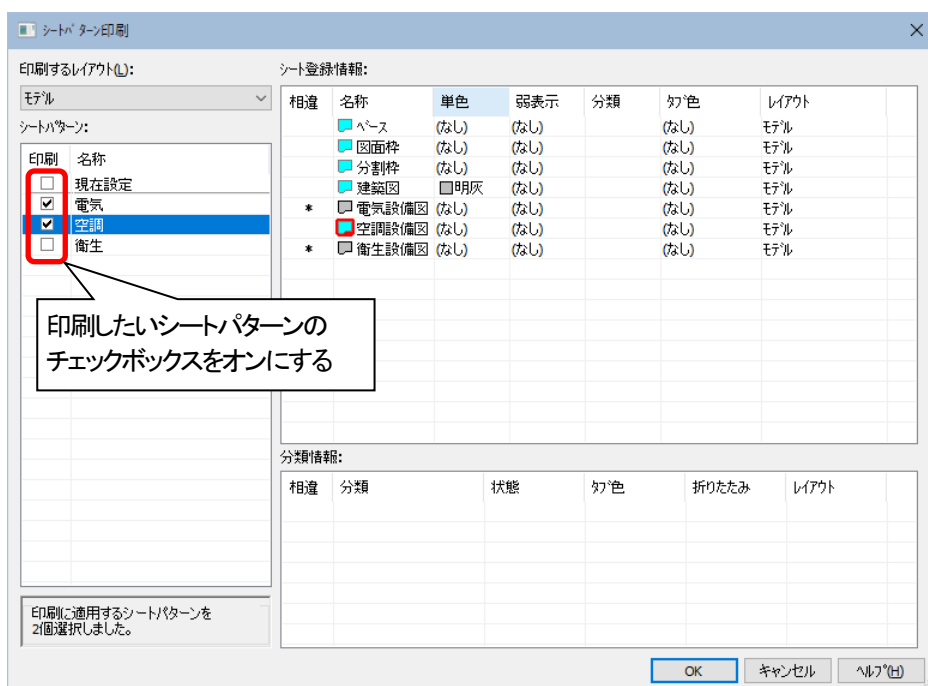 シートパターン印刷
印刷するレイアウト(L):
モデル
シートパターン:
印刷 名称
現在設定
電気
空調
衛生
印刷したいシートパターンの
チェックボックスをオンにする
印刷に適用するシートパターンを
2個選択しました。
シート登録情報:
相違 名称 単色 弱表示 分類 タブ色 レイアウト
ベース (なし) (なし) (なし) モデル
図面枠 (なし) (なし) (なし) モデル
分割枠 (なし) (なし) (なし) モデル
建築図 明灰 (なし) (なし) モデル
* 電気設備図 (なし) (なし) (なし) モデル
空調設備図 (なし) (なし) (なし) モデル
* 衛生設備図 (なし) (なし) (なし) モデル
分類情報:
相違 分類 状態 タブ色 折りたたみ レイアウト
OK キャンセル ヘルプ(H)